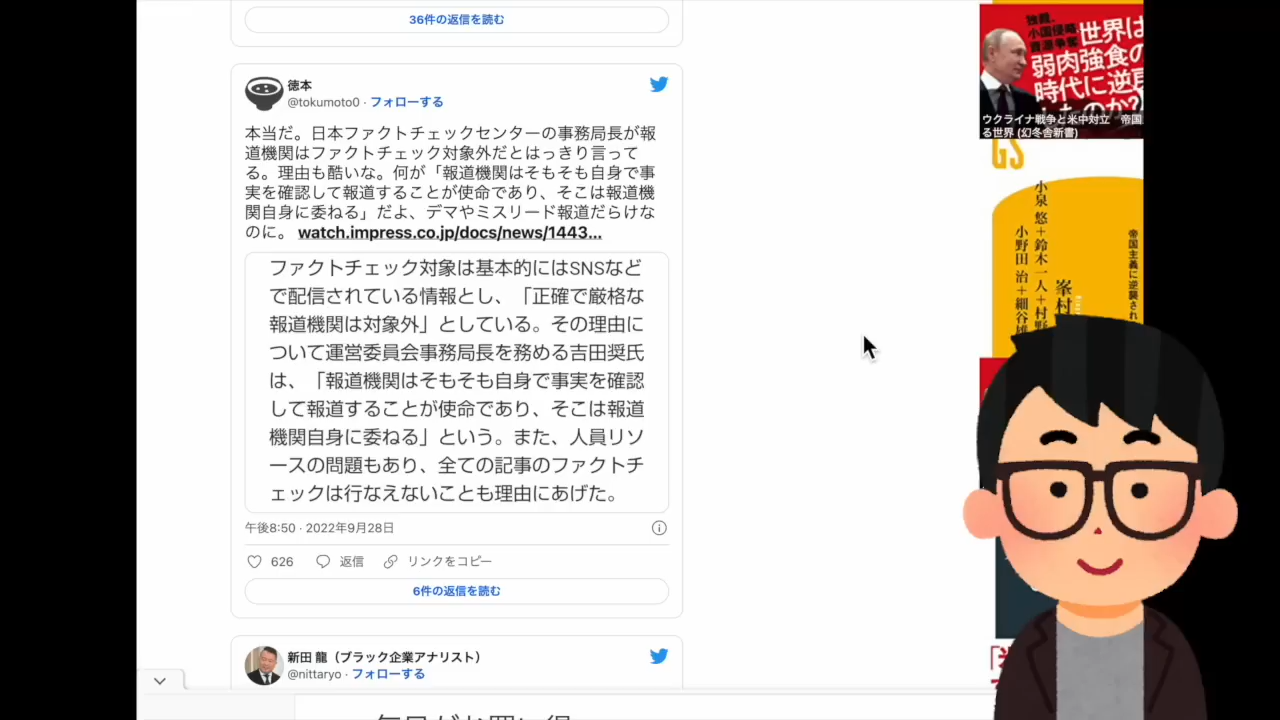 36件の返信を読む
徳本
@tokumoto0 · フォローする
本当だ。日本ファクトチェックセンターの事務局長が報
道機関はファクトチェック対象外だとはっきり言って
る。理由も酷いな。何が「報道機関はそもそも自身で事
実を確認して報道することが使命であり、そこは報道機
関自身に委ねる」だよ、デマやミスリード報道だらけな
のに。 watch.impress.co.jp/docs/news/1443...
ファクトチェック対象は基本的にはSNSなど
で配信されている情報とし、「正確で厳格な
報道機関は対象外」としている。その理由に
ついて運営委員会事務局長を務める吉田奨氏
は、「報道機関はそもそも自身で事実を確認
して報道することが使命であり、そこは報道
機関自身に委ねる」という。また、人員リソ
ースの問題もあり、全ての記事のファクトチ
ェックは行なえないことも理由にあげた。
午後8:50 · 2022年9月28日
626 返信 リンクをコピー
6件の返信を読む
新田 龍（ブラック企業アナリスト）
@nittaryo · フォローする
独裁、
小国侵略
資源争奪
世界は
弱肉強食の
時代に逆戻
したのか?
ウクライナ戦争と米中対立 帝国
る世界 (幻冬舎新書)
GS
帝国主義に逆襲され
峯村
小泉 悠＋鈴木一人＋村野
小野田 治＋細谷雄